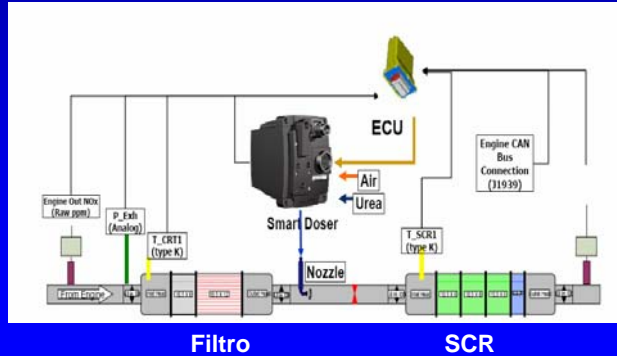 ECU
Engine CAN
Bus
Connection
(J1939)
Air
Urea
Engine Out NOx
(Raw ppm)
P_Exh
(Analog)
T_CRT1
(type K)
Smart Doser
T_SCR1
(type K)
Nozzle
From Engine
Filtro
SCR